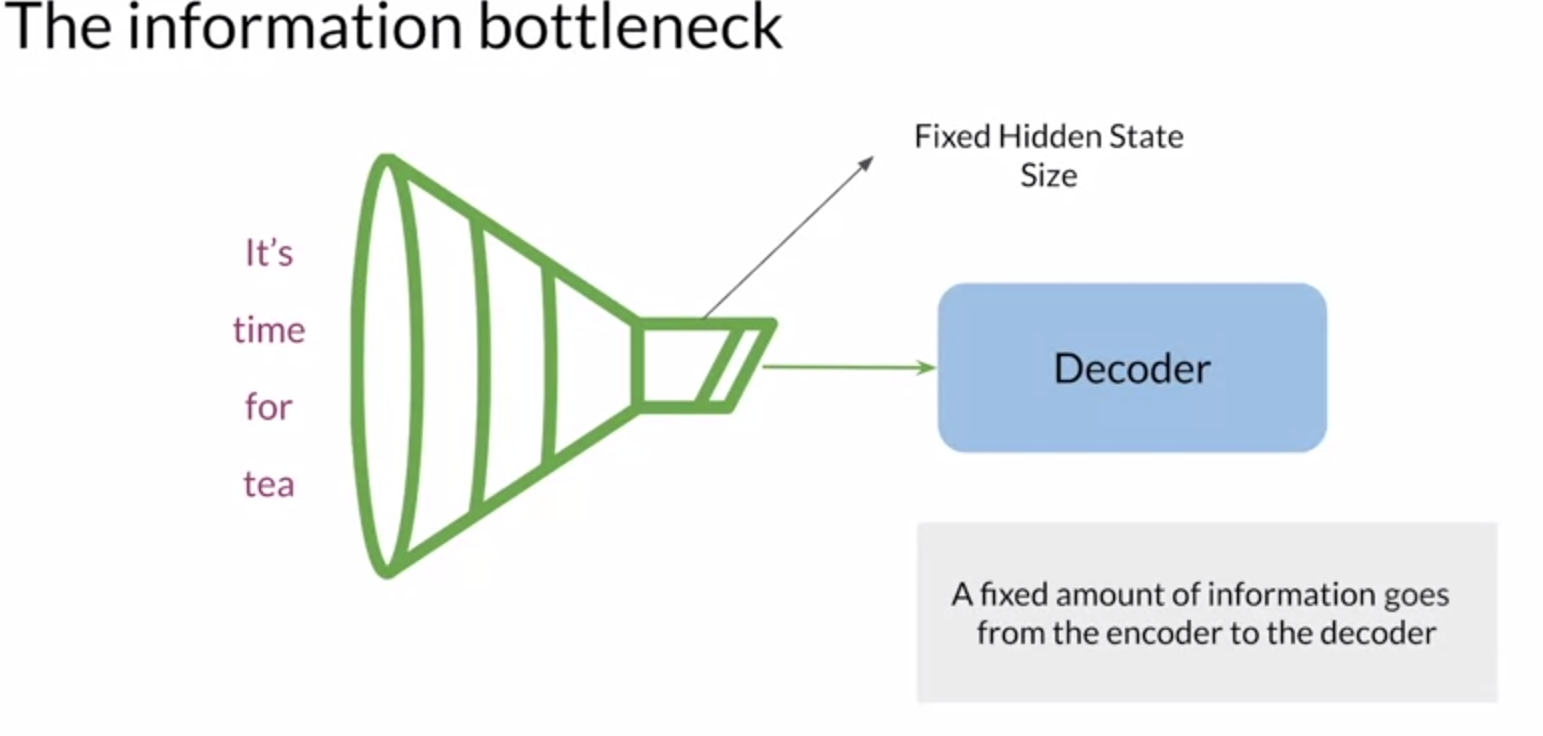 The information bottleneck
Fixed Hidden State
Size
It’s
time
for
tea
Decoder
A fixed amount of information goes
from the encoder to the decoder